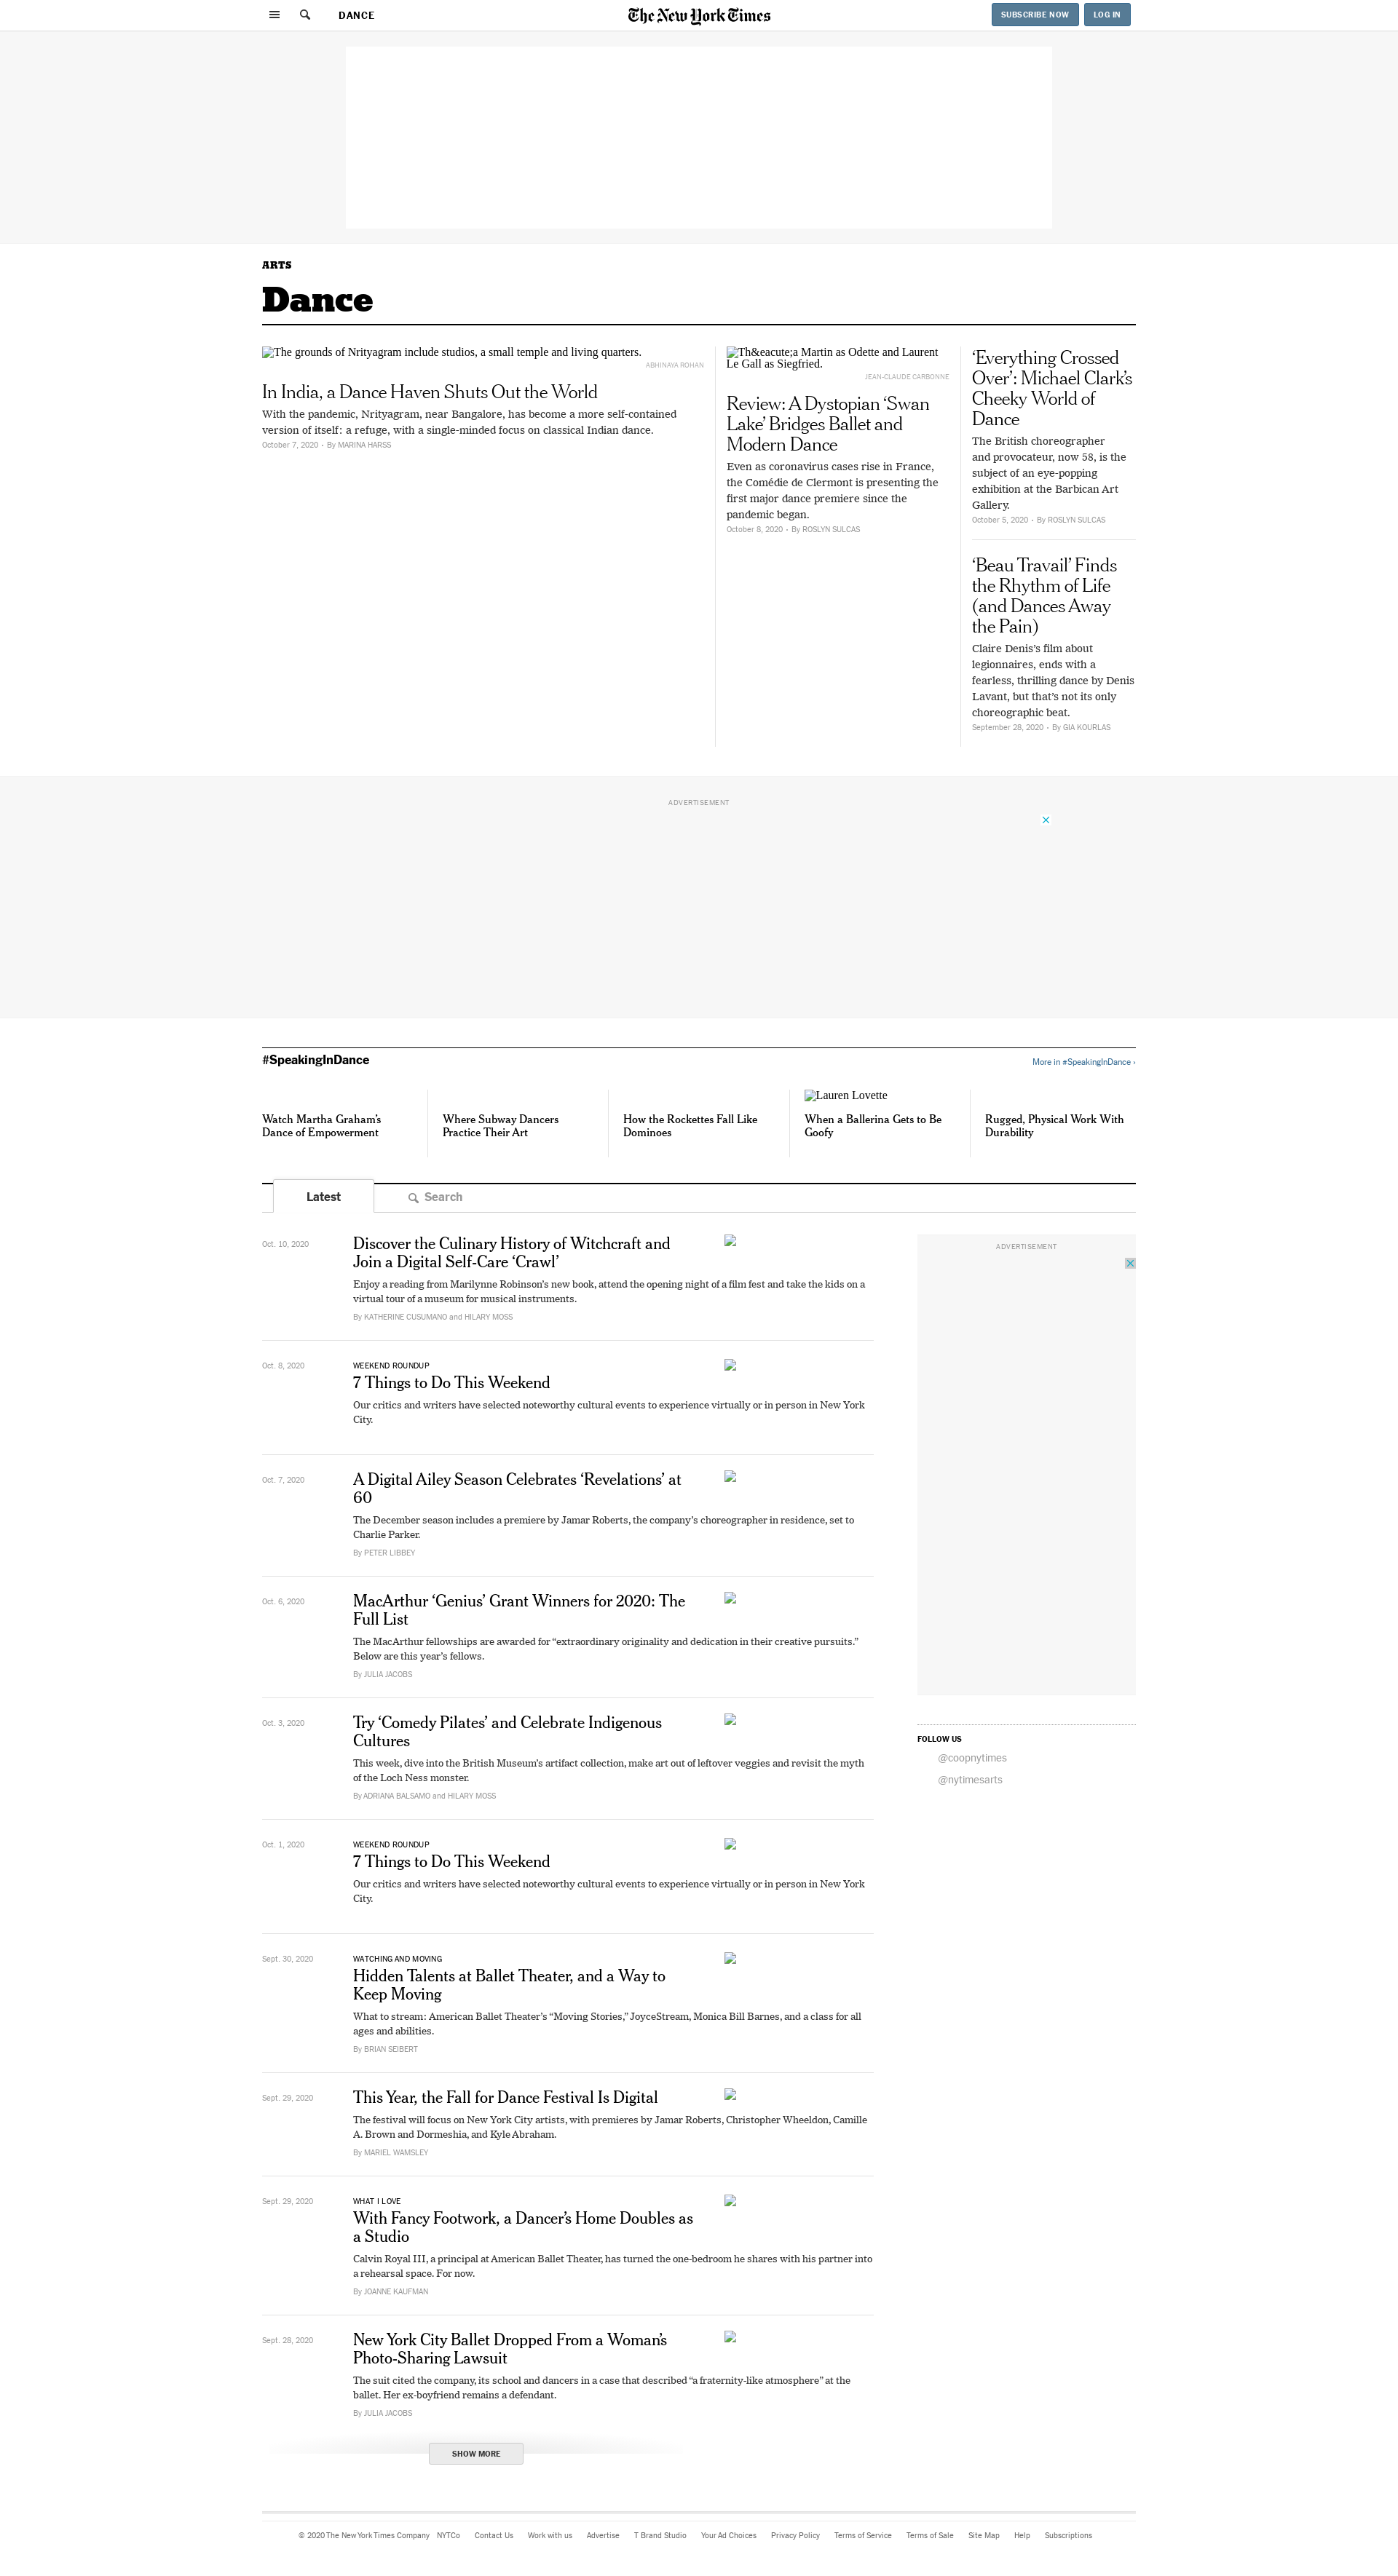 DANCE
The New York Times
SUBSCRIBE NOW
LOG IN
ARTS
Dance
The grounds of Nrityagram include studios, a small temple and living quarters.
ABHINAYA ROHAN
In India, a Dance Haven Shuts Out the World
With the pandemic, Nrityagram, near Bangalore, has become a more self-contained
version of itself: a refuge, with a single-minded focus on classical Indian dance.
October 7, 2020 · By MARINA HARSS
Th&eacute;a Martin as Odette and Laurent
Le Gall as Siegfried.
JEAN-CLAUDE CARBONNE
Review: A Dystopian ‘Swan
Lake’ Bridges Ballet and
Modern Dance
Even as coronavirus cases rise in France,
the Comédie de Clermont is presenting the
first major dance premiere since the
pandemic began.
October 8, 2020 · By ROSLYN SULCAS
‘Everything Crossed
Over’: Michael Clark’s
Cheeky World of
Dance
The British choreographer
and provocateur, now 58, is the
subject of an eye-popping
exhibition at the Barbican Art
Gallery.
October 5, 2020 · By ROSLYN SULCAS
‘Beau Travail’ Finds
the Rhythm of Life
(and Dances Away
the Pain)
Claire Denis’s film about
legionnaires, ends with a
fearless, thrilling dance by Denis
Lavant, but that’s not its only
choreographic beat.
September 28, 2020 · By GIA KOURLAS
ADVERTISEMENT
#SpeakingInDance
More in #SpeakingInDance ›
Watch Martha Graham’s
Dance of Empowerment
Where Subway Dancers
Practice Their Art
How the Rockettes Fall Like
Dominoes
Lauren Lovette
When a Ballerina Gets to Be
Goofy
Rugged, Physical Work With
Durability
Latest
Search
Oct. 10, 2020
Discover the Culinary History of Witchcraft and
Join a Digital Self-Care ‘Crawl’
Enjoy a reading from Marilynne Robinson’s new book, attend the opening night of a film fest and take the kids on a
virtual tour of a museum for musical instruments.
By KATHERINE CUSUMANO and HILARY MOSS
Oct. 8, 2020
WEEKEND ROUNDUP
7 Things to Do This Weekend
Our critics and writers have selected noteworthy cultural events to experience virtually or in person in New York
City.
Oct. 7, 2020
A Digital Ailey Season Celebrates ‘Revelations’ at
60
The December season includes a premiere by Jamar Roberts, the company’s choreographer in residence, set to
Charlie Parker.
By PETER LIBBEY
Oct. 6, 2020
MacArthur ‘Genius’ Grant Winners for 2020: The
Full List
The MacArthur fellowships are awarded for “extraordinary originality and dedication in their creative pursuits.”
Below are this year’s fellows.
By JULIA JACOBS
Oct. 3, 2020
Try ‘Comedy Pilates’ and Celebrate Indigenous
Cultures
This week, dive into the British Museum’s artifact collection, make art out of leftover veggies and revisit the myth
of the Loch Ness monster.
By ADRIANA BALSAMO and HILARY MOSS
Oct. 1, 2020
WEEKEND ROUNDUP
7 Things to Do This Weekend
Our critics and writers have selected noteworthy cultural events to experience virtually or in person in New York
City.
Sept. 30, 2020
WATCHING AND MOVING
Hidden Talents at Ballet Theater, and a Way to
Keep Moving
What to stream: American Ballet Theater’s “Moving Stories,” JoyceStream, Monica Bill Barnes, and a class for all
ages and abilities.
By BRIAN SEIBERT
Sept. 29, 2020
This Year, the Fall for Dance Festival Is Digital
The festival will focus on New York City artists, with premieres by Jamar Roberts, Christopher Wheeldon, Camille
A. Brown and Dormeshia, and Kyle Abraham.
By MARIEL WAMSLEY
Sept. 29, 2020
WHAT I LOVE
With Fancy Footwork, a Dancer’s Home Doubles as
a Studio
Calvin Royal III, a principal at American Ballet Theater, has turned the one-bedroom he shares with his partner into
a rehearsal space. For now.
By JOANNE KAUFMAN
Sept. 28, 2020
New York City Ballet Dropped From a Woman’s
Photo-Sharing Lawsuit
The suit cited the company, its school and dancers in a case that described “a fraternity-like atmosphere” at the
ballet. Her ex-boyfriend remains a defendant.
By JULIA JACOBS
SHOW MORE
ADVERTISEMENT
FOLLOW US
@coopnytimes
@nytimesarts
© 2020 The New York Times Company NYTCo Contact Us Work with us Advertise T Brand Studio Your Ad Choices Privacy Policy Terms of Service Terms of Sale Site Map Help Subscriptions